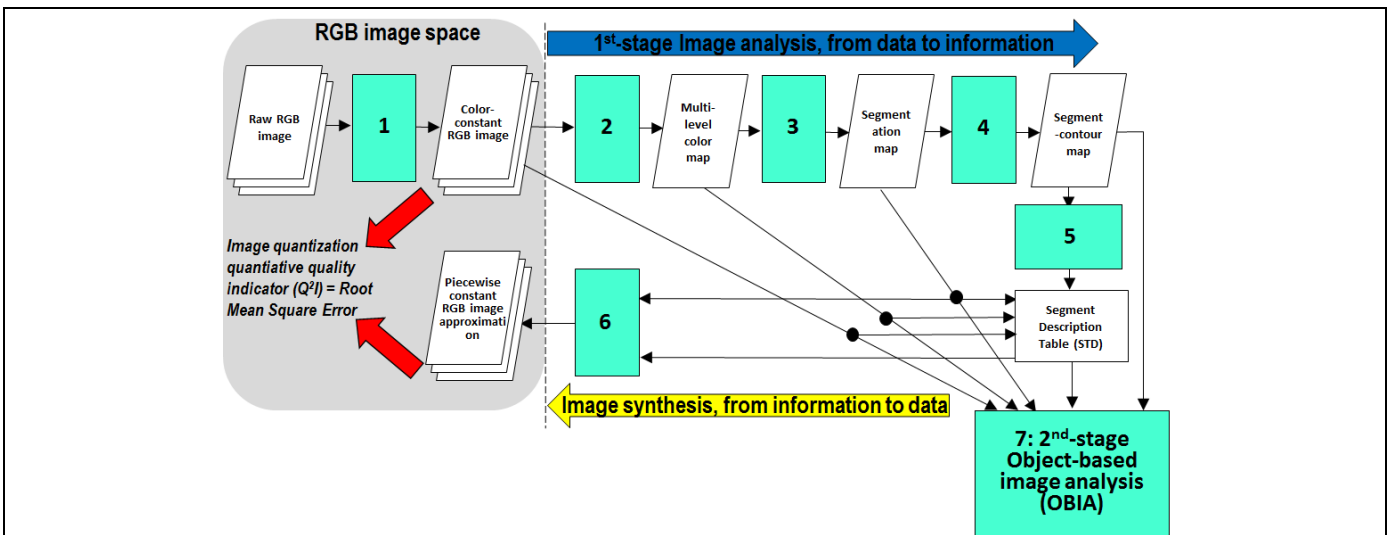 RGB image space
1st-stage Image analysis, from data to information
Raw RGB
image
1
Color-
constant
RGB image
2
Multi-
level
color
map
3
Segment
ation
map
4
Segment
-contour
map
5
Image quantization
quantiative quality
indicator (Q²I) = Root
Mean Square Error
Piecewise
constant
RGB image
approximati
on
6
Segment
Description
Table (STD)
Image synthesis, from information to data
7: 2nd-stage
Object-based
image analysis
(OBIA)